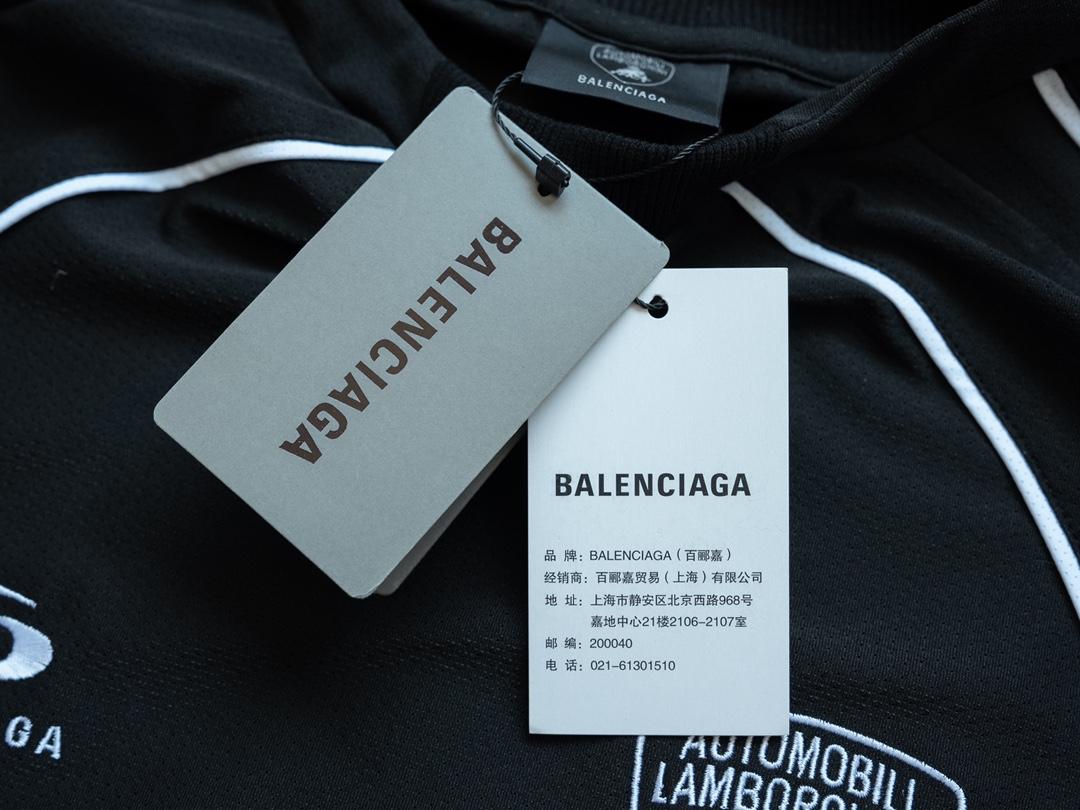 BALENCIAGA
BALENCIAGA
BALENCIAGA
品 牌：BALENCIAGA（百郦嘉）
经销商：百郦嘉贸易（上海）有限公司
地 址：上海市静安区北京西路968号
嘉地中心21楼2106-2107室
邮 编：200040
电 话：021-61301510
GA
AUTOMOBILI